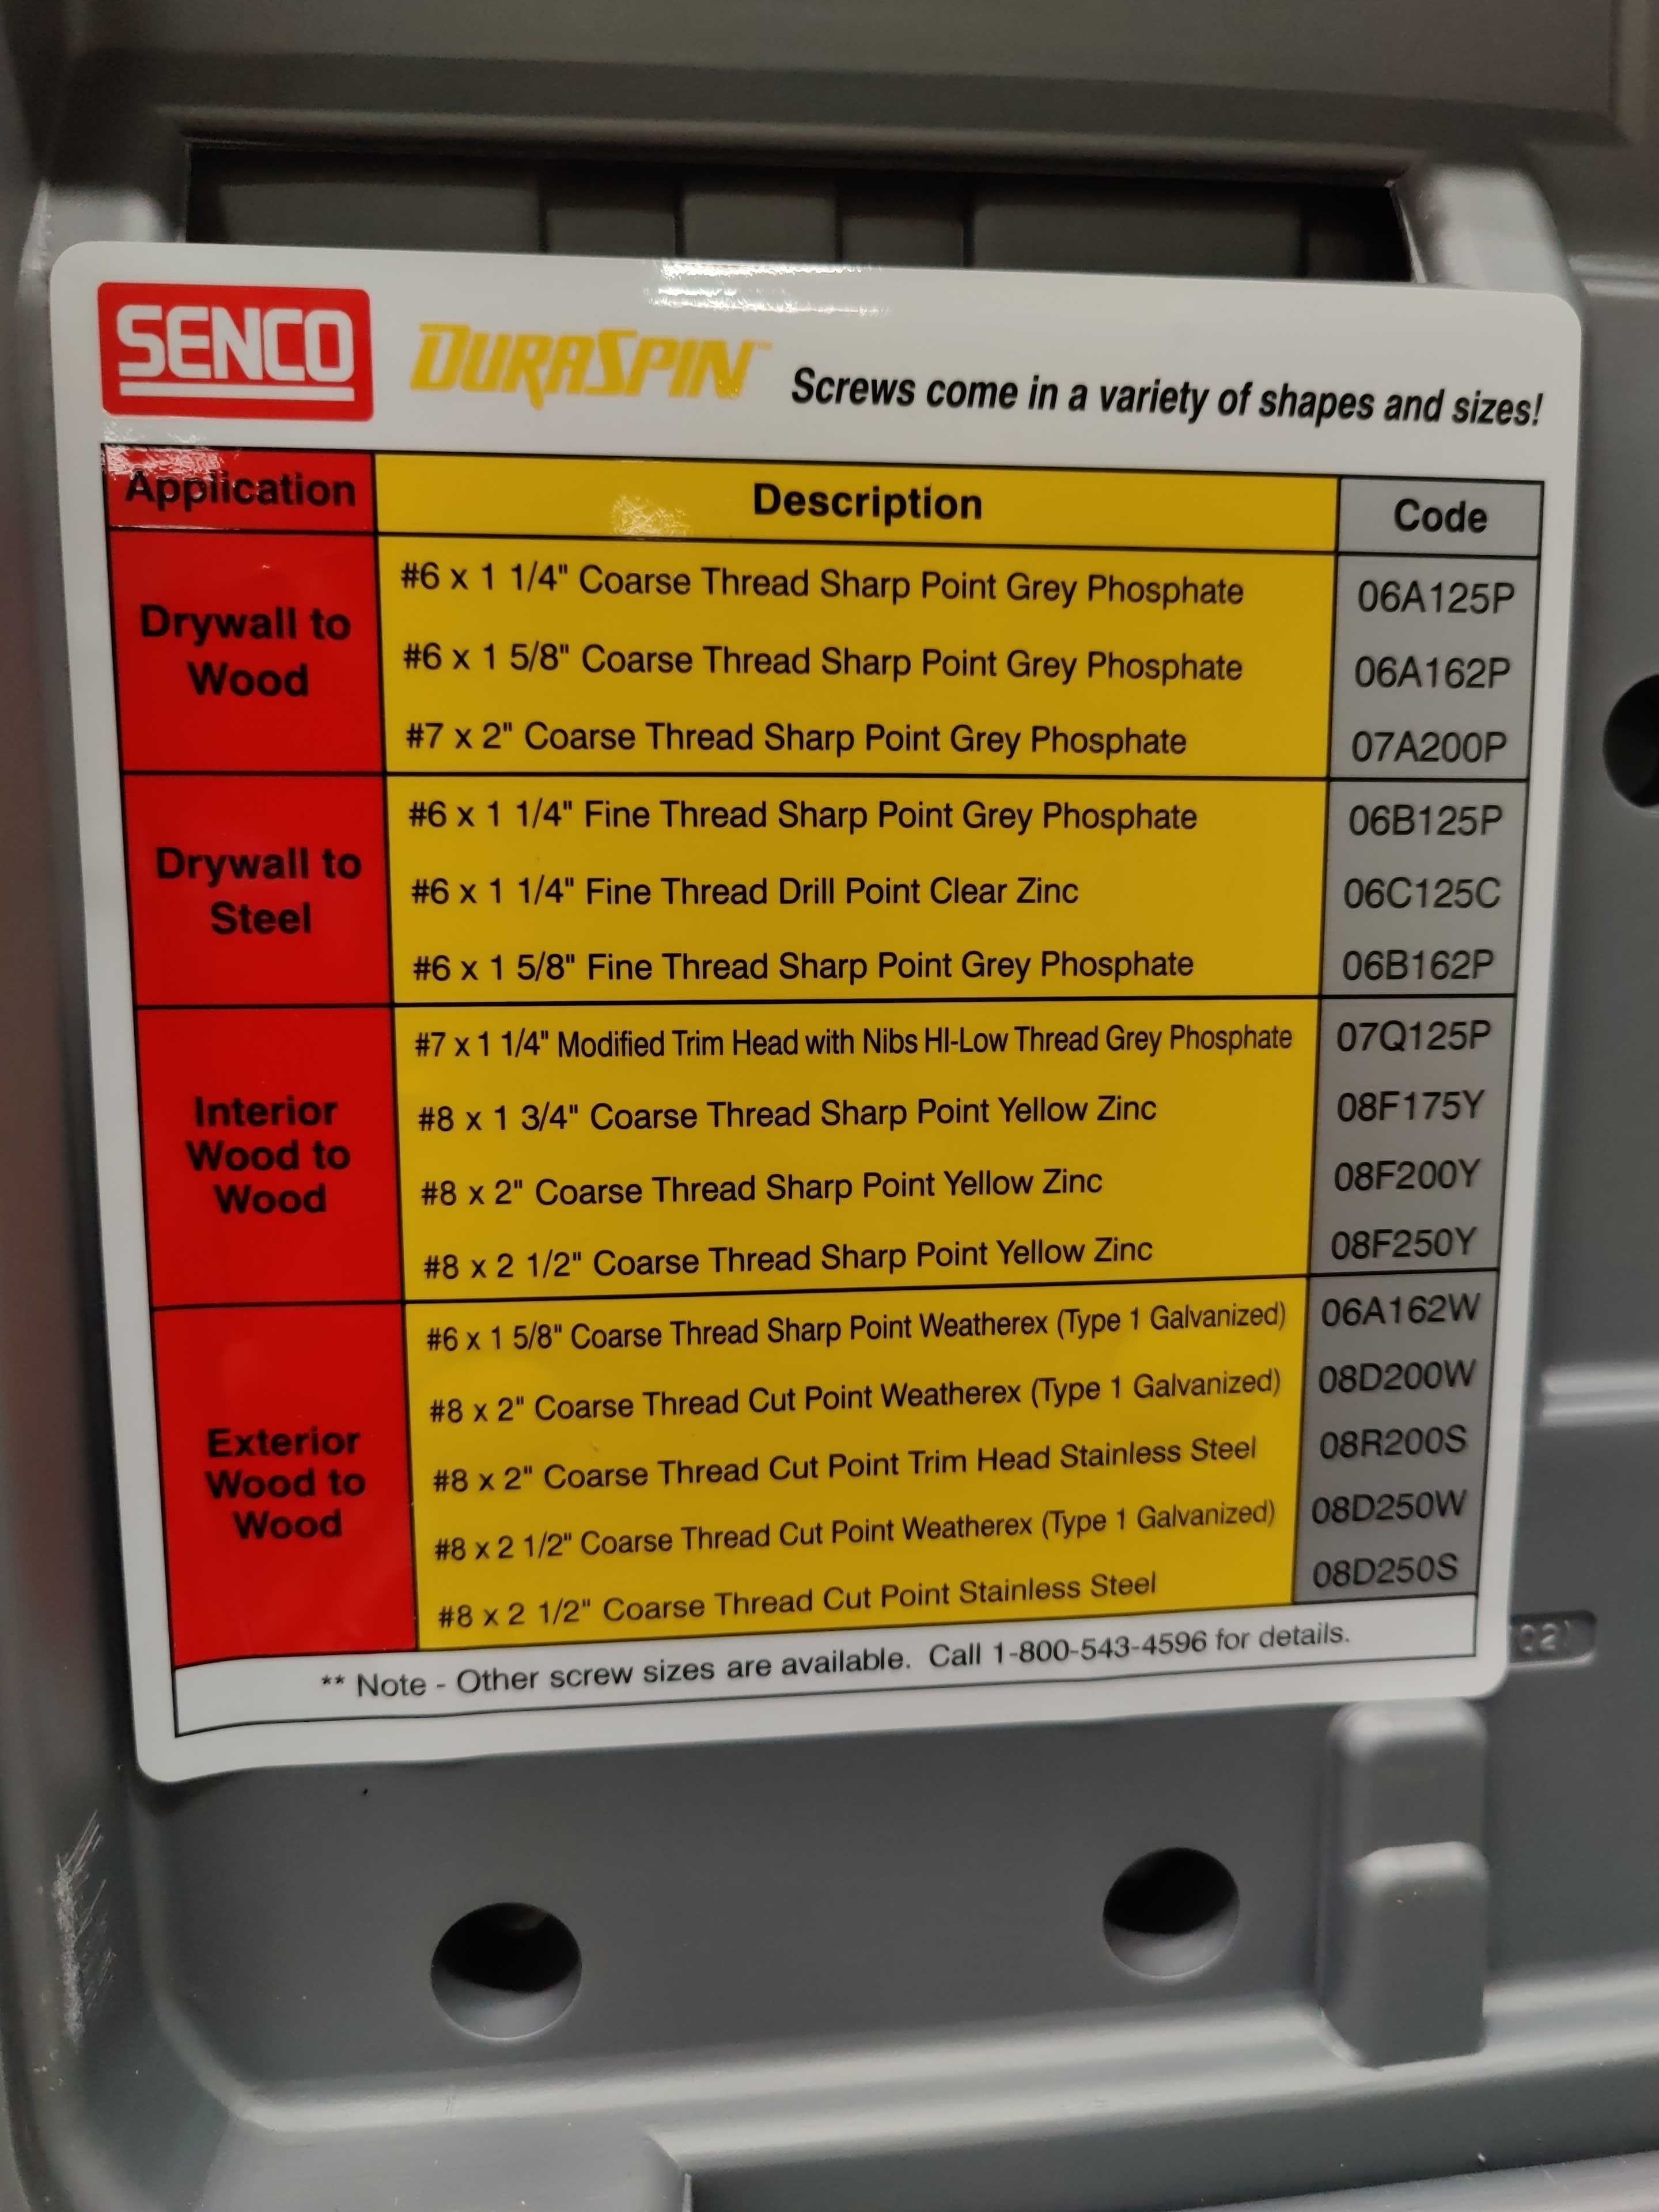 SENCO
DURASPIN™
Screws come in a variety of shapes and sizes!
Application Description Code
Drywall to
Wood
#6 x 1 1/4" Coarse Thread Sharp Point Grey Phosphate 06A125P
#6 x 1 5/8" Coarse Thread Sharp Point Grey Phosphate 06A162P
#7 x 2" Coarse Thread Sharp Point Grey Phosphate 07A200P
Drywall to
Steel
#6 x 1 1/4" Fine Thread Sharp Point Grey Phosphate 06B125P
#6 x 1 1/4" Fine Thread Drill Point Clear Zinc 06C125C
#6 x 1 5/8" Fine Thread Sharp Point Grey Phosphate 06B162P
Interior
Wood to
Wood
#7 x 1 1/4" Modified Trim Head with Nibs HI-Low Thread Grey Phosphate 07Q125P
#8 x 1 3/4" Coarse Thread Sharp Point Yellow Zinc 08F175Y
#8 x 2" Coarse Thread Sharp Point Yellow Zinc 08F200Y
#8 x 2 1/2" Coarse Thread Sharp Point Yellow Zinc 08F250Y
Exterior
Wood to
Wood
#6 x 1 5/8" Coarse Thread Sharp Point Weatherex (Type 1 Galvanized) 06A162W
#8 x 2" Coarse Thread Cut Point Weatherex (Type 1 Galvanized) 08D200W
#8 x 2" Coarse Thread Cut Point Trim Head Stainless Steel 08R200S
#8 x 2 1/2" Coarse Thread Cut Point Weatherex (Type 1 Galvanized) 08D250W
#8 x 2 1/2" Coarse Thread Cut Point Stainless Steel 08D250S
** Note - Other screw sizes are available. Call 1-800-543-4596 for details.